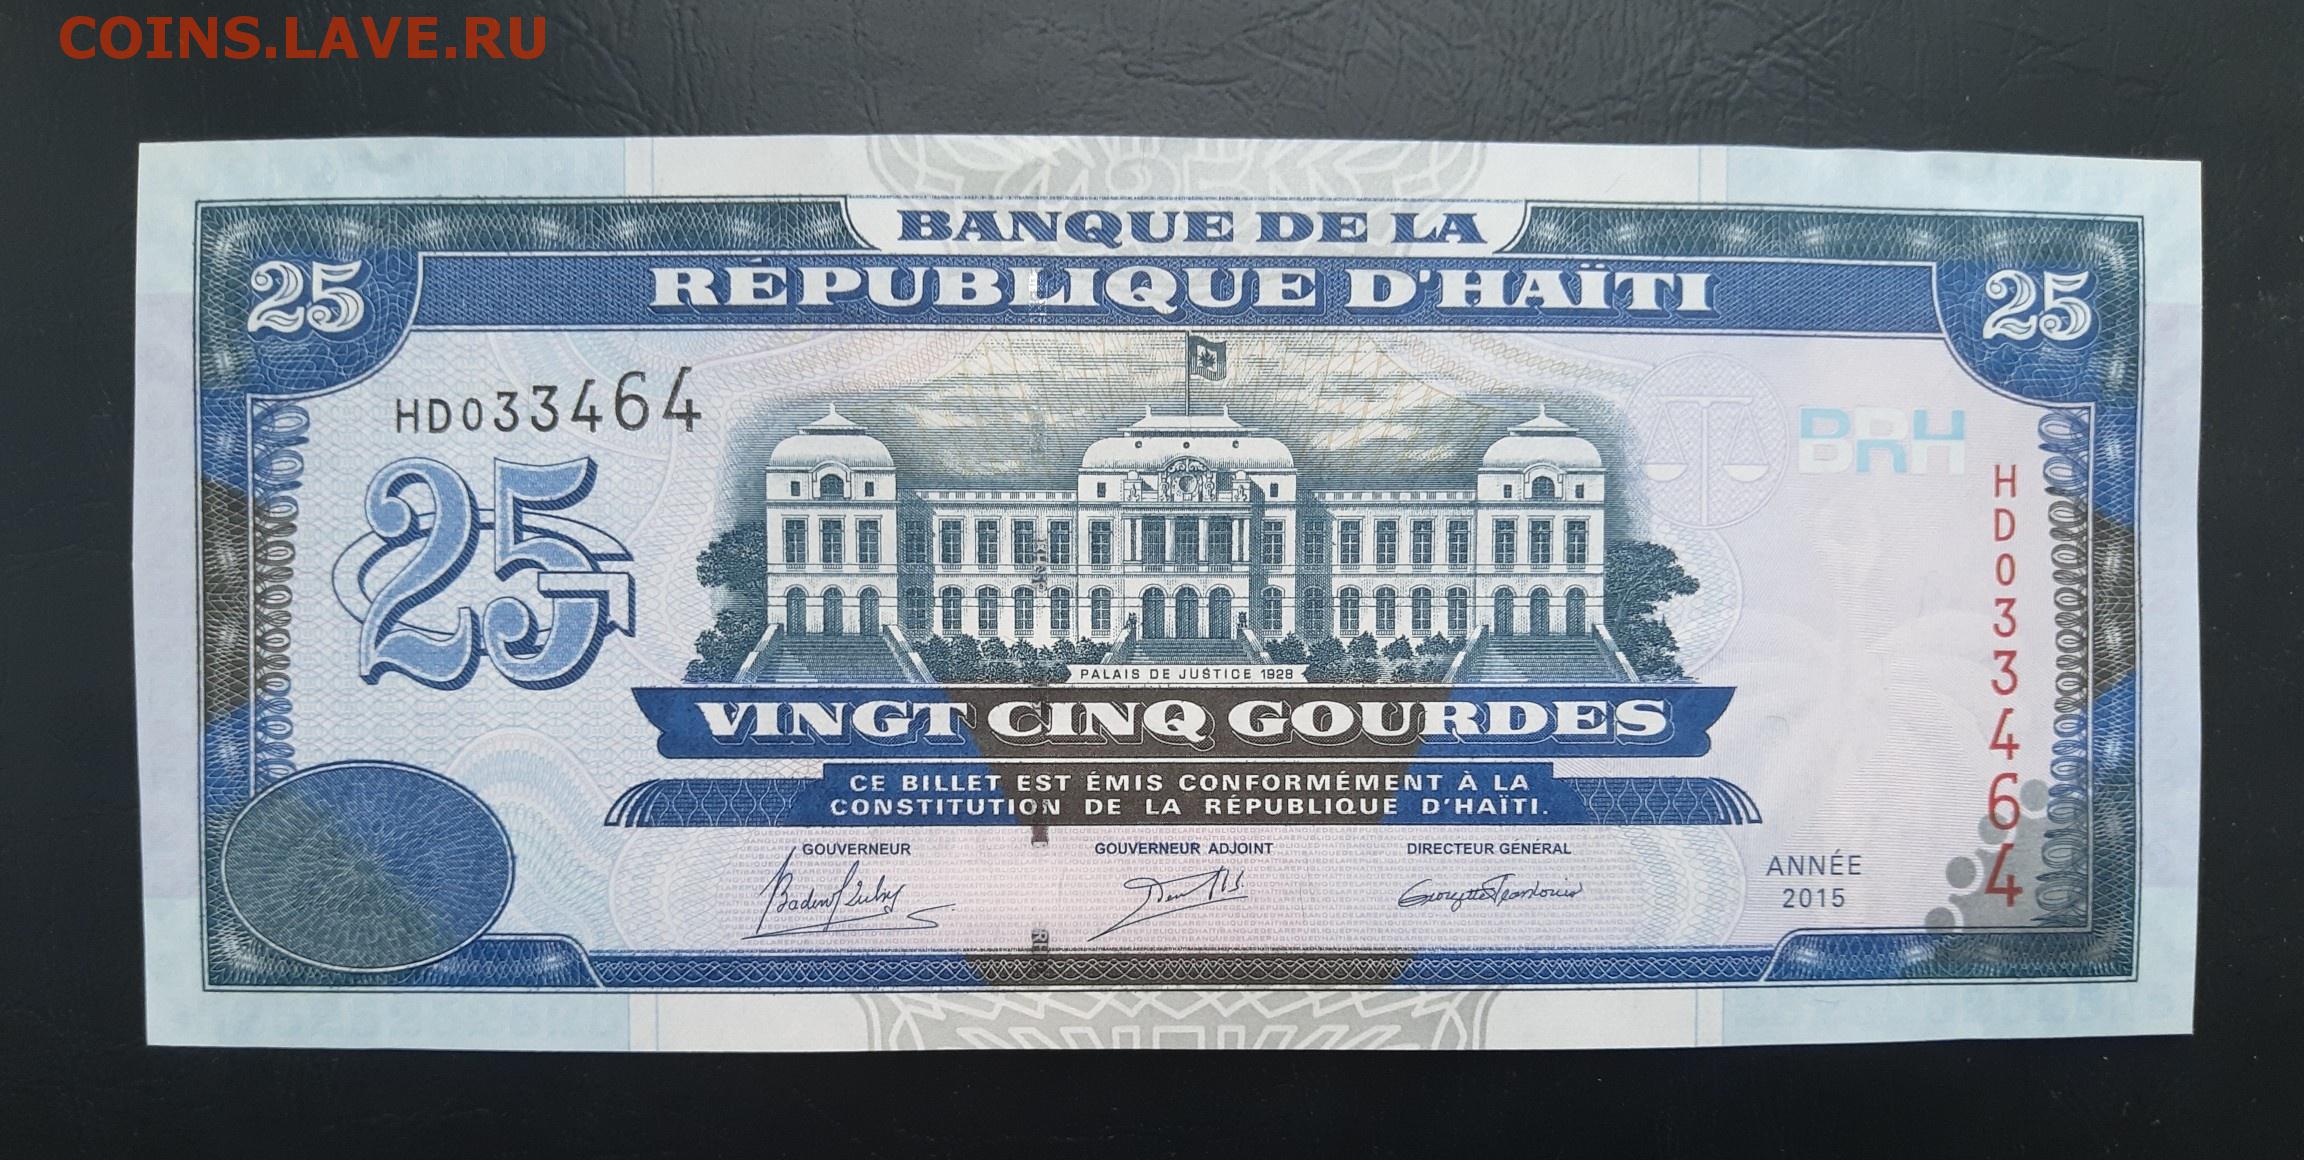 COINS.LAVE.RU
BANQUE DE LA
RÉPUBLIQUE D'HAÏTI
25
25
HD033464
25
BRH
HD033464
PALAIS DE JUSTICE 1928
VINGT CINQ GOURDES
CE BILLET EST ÉMIS CONFORMÉMENT À LA
CONSTITUTION DE LA RÉPUBLIQUE D'HAÏTI.
GOUVERNEUR
GOUVERNEUR ADJOINT
DIRECTEUR GÉNÉRAL
ANNÉE
2015